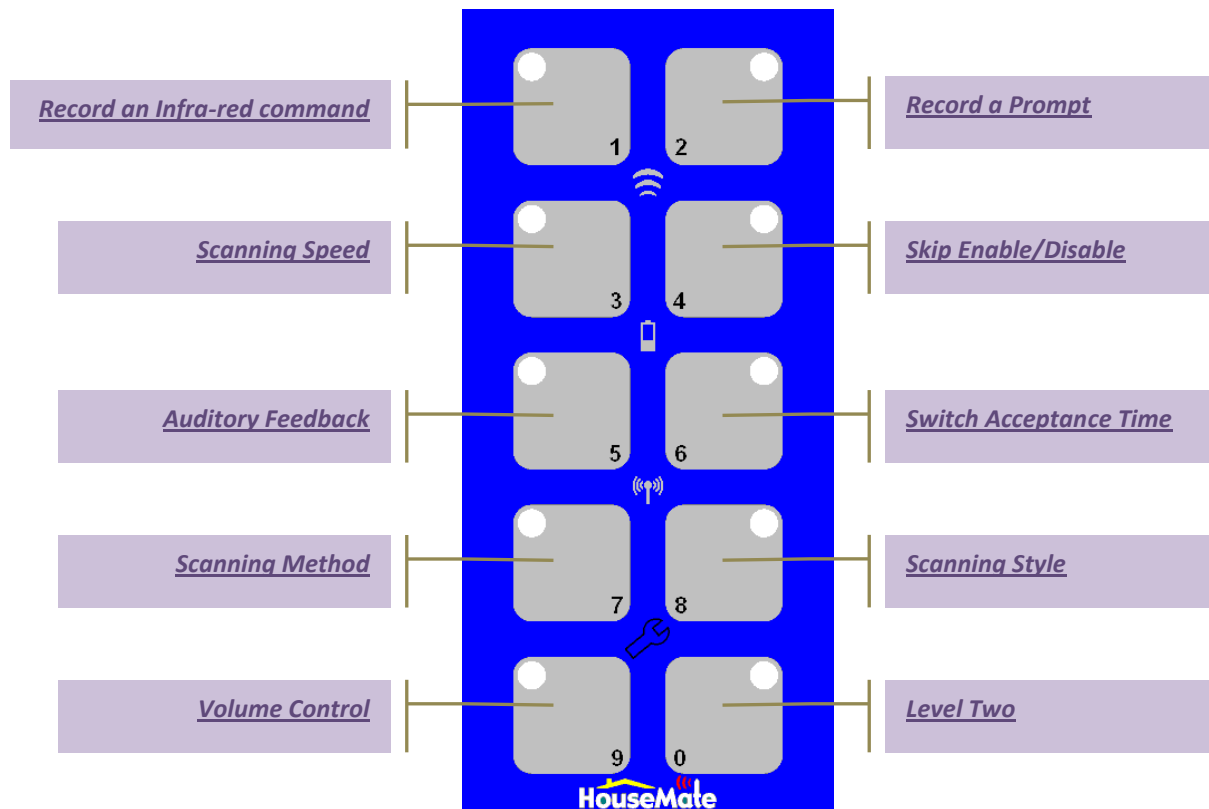 Record an Infra-red command
Record a Prompt
1
2
Scanning Speed
Skip Enable/Disable
3
4
Auditory Feedback
Switch Acceptance Time
5
6
Scanning Method
Scanning Style
7
8
Volume Control
Level Two
9
0
HouseMate